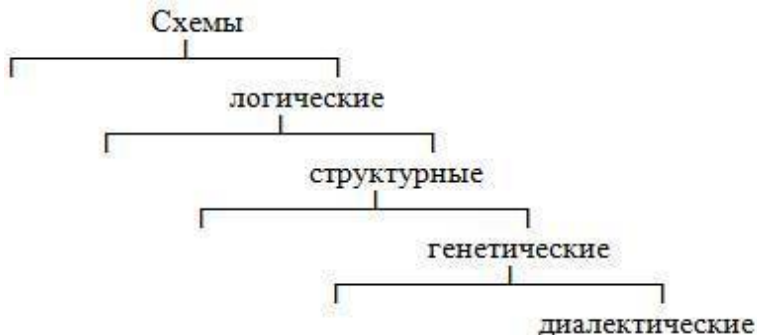 Схемы
логические
структурные
генетические
диалектические